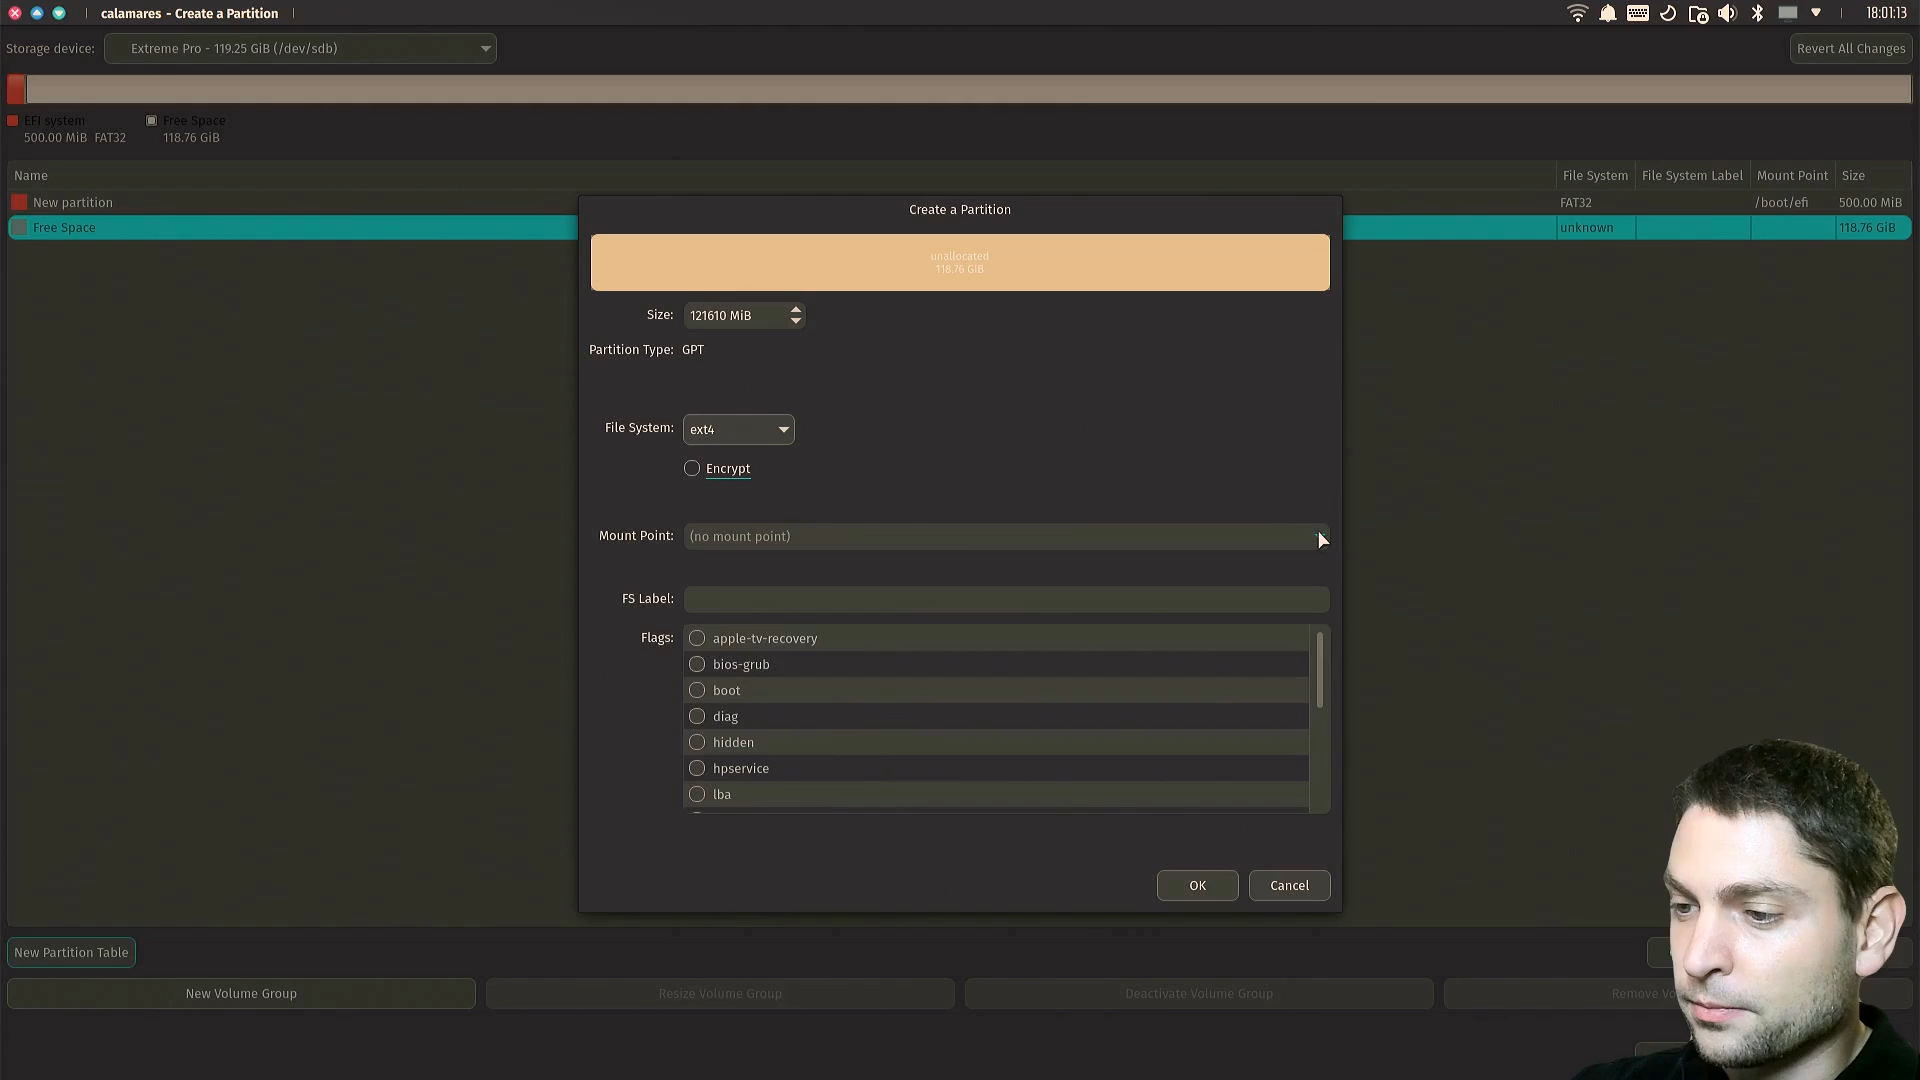 calamares - Create a Partition
18:01:13
Storage device:
Extreme Pro - 119.25 GiB (/dev/sdb)
Revert All Changes
EFI system
500.00 MiB FAT32
Free Space
118.76 GiB
Name
File System
File System Label
Mount Point
Size
New partition
FAT32
/boot/efi
500.00 MiB
Free Space
unknown
118.76 GiB
Create a Partition
unallocated
118.76 GiB
Size:
121610 MiB
Partition Type:
GPT
File System:
ext4
Encrypt
Mount Point:
(no mount point)
FS Label:
Flags:
apple-tv-recovery
bios-grub
boot
diag
hidden
hpservice
lba
OK
Cancel
New Partition Table
New Volume Group
Resize Volume Group
Deactivate Volume Group
Remove